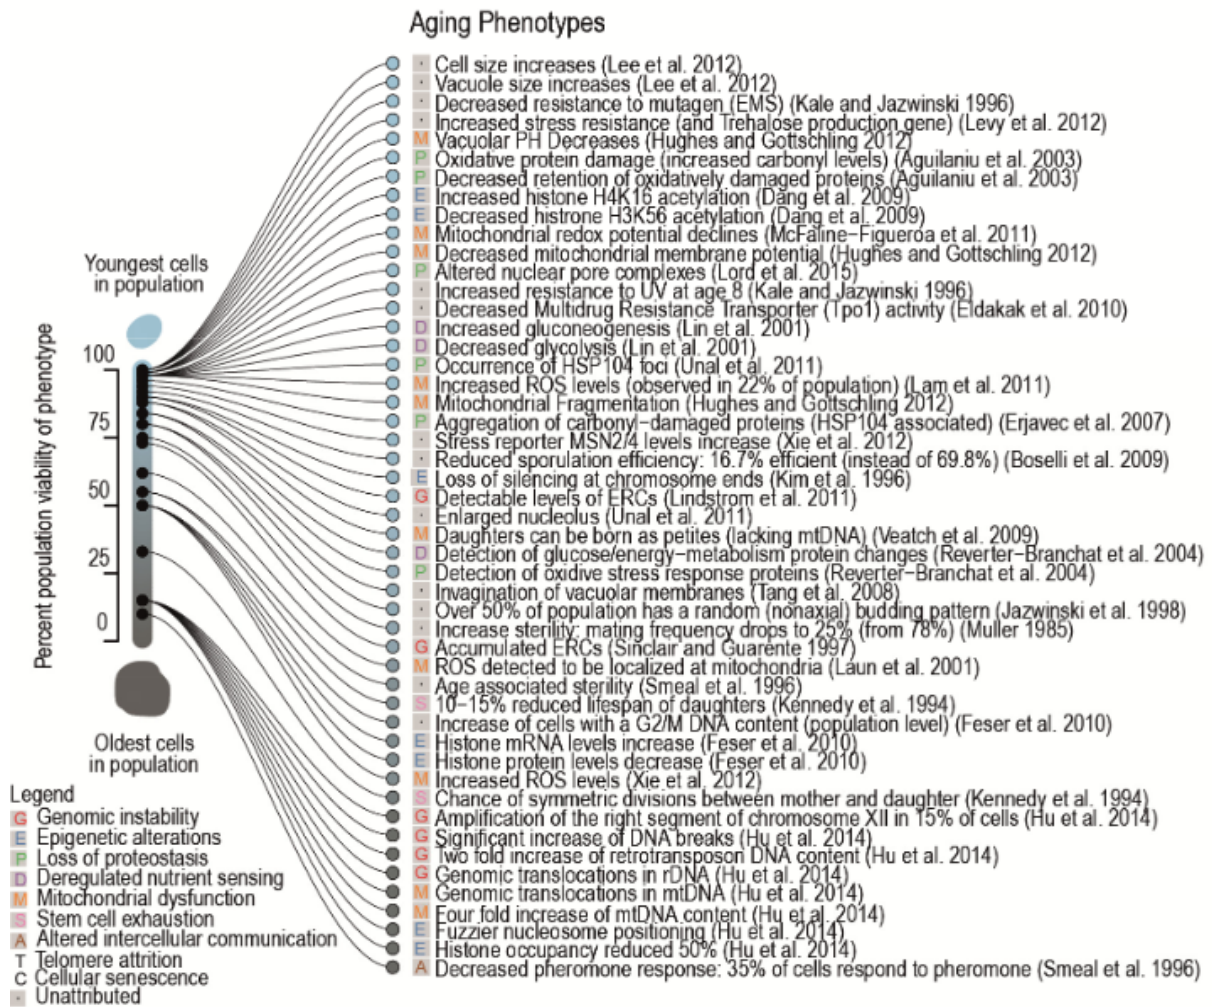 Aging Phenotypes
· Cell size increases (Lee et al. 2012)
· Vacuole size increases (Lee et al. 2012)
· Decreased resistance to mutagen (EMS) (Kale and Jazwinski 1996)
· Increased stress resistance (and Trehalose production gene) (Levy et al. 2012)
M Vacuolar PH Decreases (Hughes and Gottschling 2012)
P Oxidative protein damage (increased carbonyl levels) (Aguilaniu et al. 2003)
P Decreased retention of oxidatively damaged proteins (Aguilaniu et al. 2003)
E Increased histone H4K16 acetylation (Dang et al. 2009)
E Decreased histrone H3K56 acetylation (Dang et al. 2009)
M Mitochondrial redox potential declines (McFaline−Figueroa et al. 2011)
M Decreased mitochondrial membrane potential (Hughes and Gottschling 2012)
P Altered nuclear pore complexes (Lord et al. 2015)
· Increased resistance to UV at age 8 (Kale and Jazwinski 1996)
· Decreased Multidrug Resistance Transporter (Tpo1) activity (Eldakak et al. 2010)
D Increased gluconeogenesis (Lin et al. 2001)
D Decreased glycolysis (Lin et al. 2001)
P Occurrence of HSP104 foci (Unal et al. 2011)
M Increased ROS levels (observed in 22% of population) (Lam et al. 2011)
M Mitochondrial Fragmentation (Hughes and Gottschling 2012)
P Aggregation of carbonyl−damaged proteins (HSP104 associated) (Erjavec et al. 2007)
· Stress reporter MSN2/4 levels increase (Xie et al. 2012)
· Reduced sporulation efficiency: 16.7% efficient (instead of 69.8%) (Boselli et al. 2009)
E Loss of silencing at chromosome ends (Kim et al. 1996)
G Detectable levels of ERCs (Lindstrom et al. 2011)
· Enlarged nucleolus (Unal et al. 2011)
M Daughters can be born as petites (lacking mtDNA) (Veatch et al. 2009)
D Detection of glucose/energy−metabolism protein changes (Reverter−Branchat et al. 2004)
P Detection of oxidive stress response proteins (Reverter−Branchat et al. 2004)
· Invagination of vacuolar membranes (Tang et al. 2008)
· Over 50% of population has a random (nonaxial) budding pattern (Jazwinski et al. 1998)
· Increase sterility: mating frequency drops to 25% (from 78%) (Muller 1985)
G Accumulated ERCs (Sinclair and Guarente 1997)
M ROS detected to be localized at mitochondria (Laun et al. 2001)
· Age associated sterility (Smeal et al. 1996)
S 10−15% reduced lifespan of daughters (Kennedy et al. 1994)
· Increase of cells with a G2/M DNA content (population level) (Feser et al. 2010)
E Histone mRNA levels increase (Feser et al. 2010)
E Histone protein levels decrease (Feser et al. 2010)
M Increased ROS levels (Xie et al. 2012)
S Chance of symmetric divisions between mother and daughter (Kennedy et al. 1994)
G Amplification of the right segment of chromosome XII in 15% of cells (Hu et al. 2014)
G Significant increase of DNA breaks (Hu et al. 2014)
G Two fold increase of retrotransposon DNA content (Hu et al. 2014)
G Genomic translocations in rDNA (Hu et al. 2014)
M Genomic translocations in mtDNA (Hu et al. 2014)
M Four fold increase of mtDNA content (Hu et al. 2014)
E Fuzzier nucleosome positioning (Hu et al. 2014)
E Histone occupancy reduced 50% (Hu et al. 2014)
A Decreased pheromone response: 35% of cells respond to pheromone (Smeal et al. 1996)
Youngest cells
in population
Percent population viability of phenotype
100
75
50
25
0
Oldest cells
in population
Legend
G Genomic instability
E Epigenetic alterations
P Loss of proteostasis
D Deregulated nutrient sensing
M Mitochondrial dysfunction
S Stem cell exhaustion
A Altered intercellular communication
T Telomere attrition
C Cellular senescence
· Unattributed